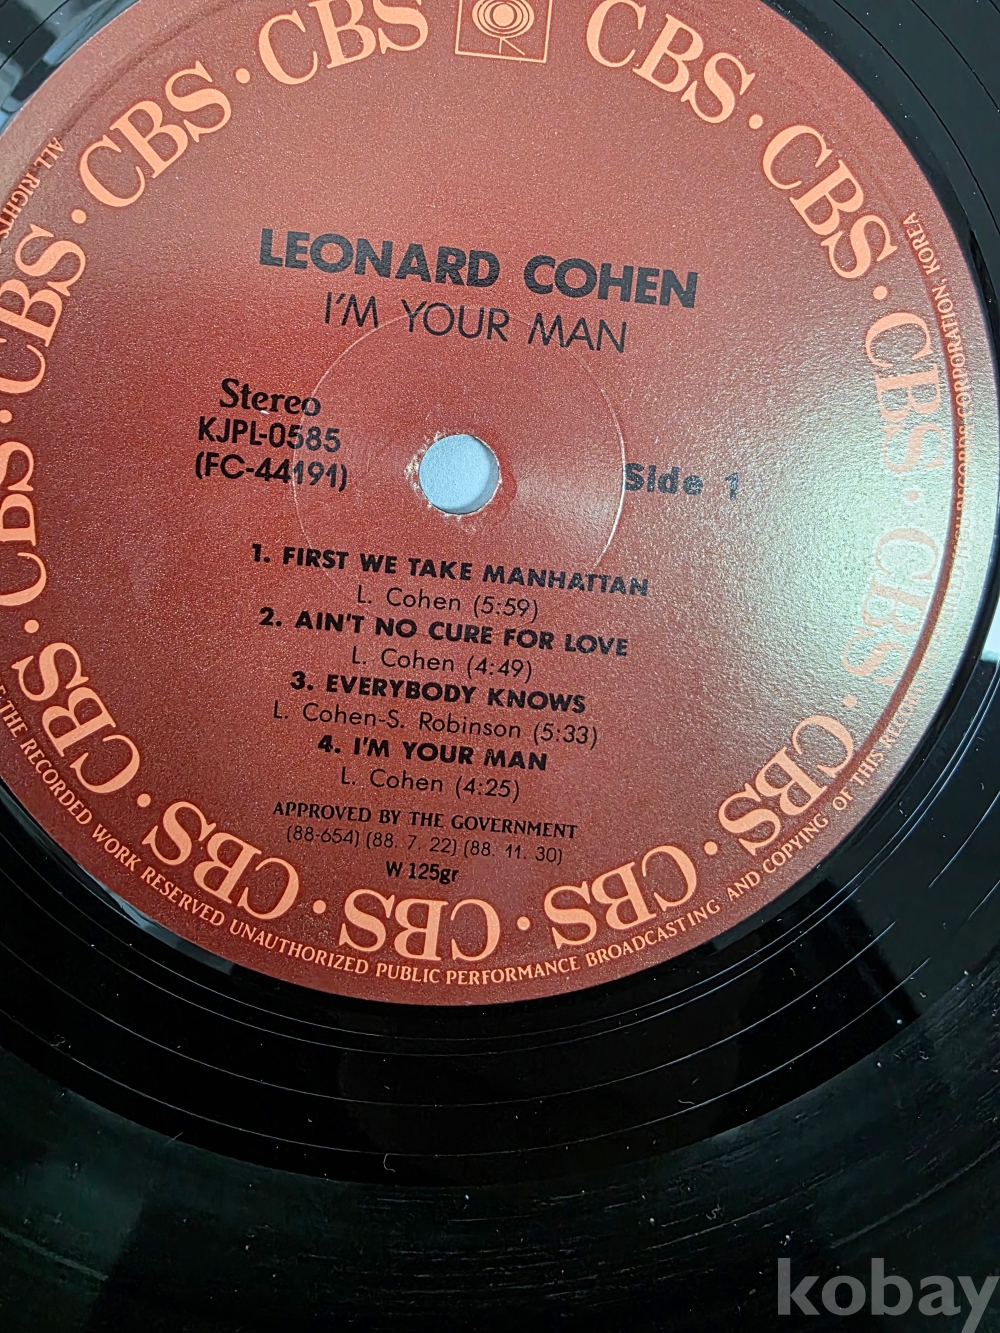 CBS · CBS · CBS · CBS · CBS · CBS · CBS · CBS · CBS · CBS · CBS · CBS · CBS
LEONARD COHEN
I'M YOUR MAN
Stereo
KJPL-0585
(FC-44191)
Side 1
1. FIRST WE TAKE MANHATTAN
L. Cohen (5:59)
2. AIN'T NO CURE FOR LOVE
L. Cohen (4:49)
3. EVERYBODY KNOWS
L. Cohen-S. Robinson (5:33)
4. I'M YOUR MAN
L. Cohen (4:25)
APPROVED BY THE GOVERNMENT
(88-654) (88. 7. 22) (88. 11. 30)
W 125gr
ALL RIGHTS
THE RECORDED WORK RESERVED UNAUTHORIZED PUBLIC PERFORMANCE BROADCASTING AND COPYING OF THIS RECORD
RECORDS CORPORATION, KOREA
kobay